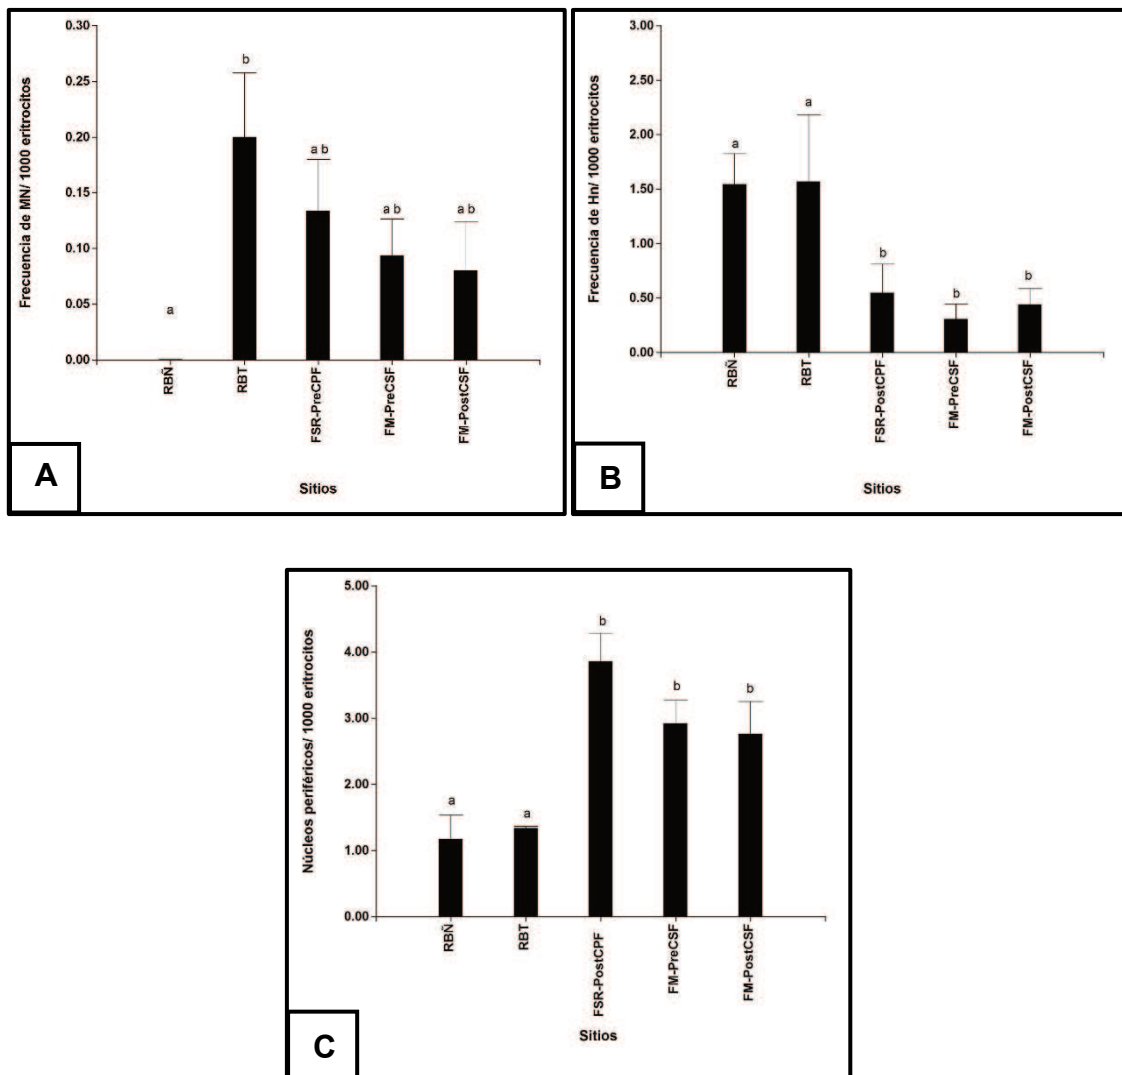 Frecuencia de MN/ 1000 eritrocitos
0.30
0.25
0.20
0.15
0.10
0.05
0.00
a
b
a b
a b
a b
RBÑ
RBT
FSR-PreCPF
FM-PreCSF
FM-PostCSF
Sitios
A
Frecuencia de Hn/ 1000 eritrocitos
3.00
2.50
2.00
1.50
1.00
0.50
0.00
a
a
b
b
b
RBÑ
RBT
FSR-PostCPF
FM-PreCSF
FM-PostCSF
Sitios
B
Núcleos periféricos/ 1000 eritrocitos
5.00
4.00
3.00
2.00
1.00
0.00
a
a
b
b
b
RBÑ
RBT
FSR-PostCPF
FM-PreCSF
FM-PostCSF
Sitios
C